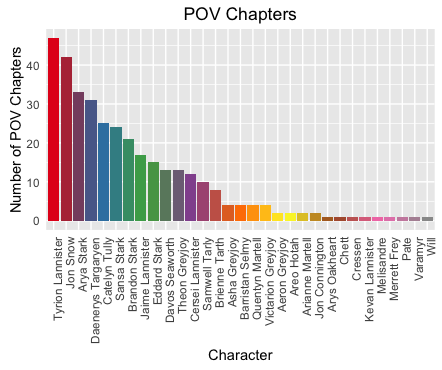 POV Chapters
Number of POV Chapters
40
30
20
10
0
Tyrion Lannister
Jon Snow
Arya Stark
Daenerys Targaryen
Catelyn Tully
Sansa Stark
Brandon Stark
Jaime Lannister
Eddard Stark
Davos Seaworth
Theon Greyjoy
Cersei Lannister
Samwell Tarly
Brienne Tarth
Asha Greyjoy
Barristan Selmy
Quentyn Martell
Victarion Greyjoy
Aeron Greyjoy
Areo Hotah
Arianne Martell
Jon Connington
Arys Oakheart
Chett
Cressen
Kevan Lannister
Melisandre
Merrett Frey
Pate
Varamyr
Will
Character